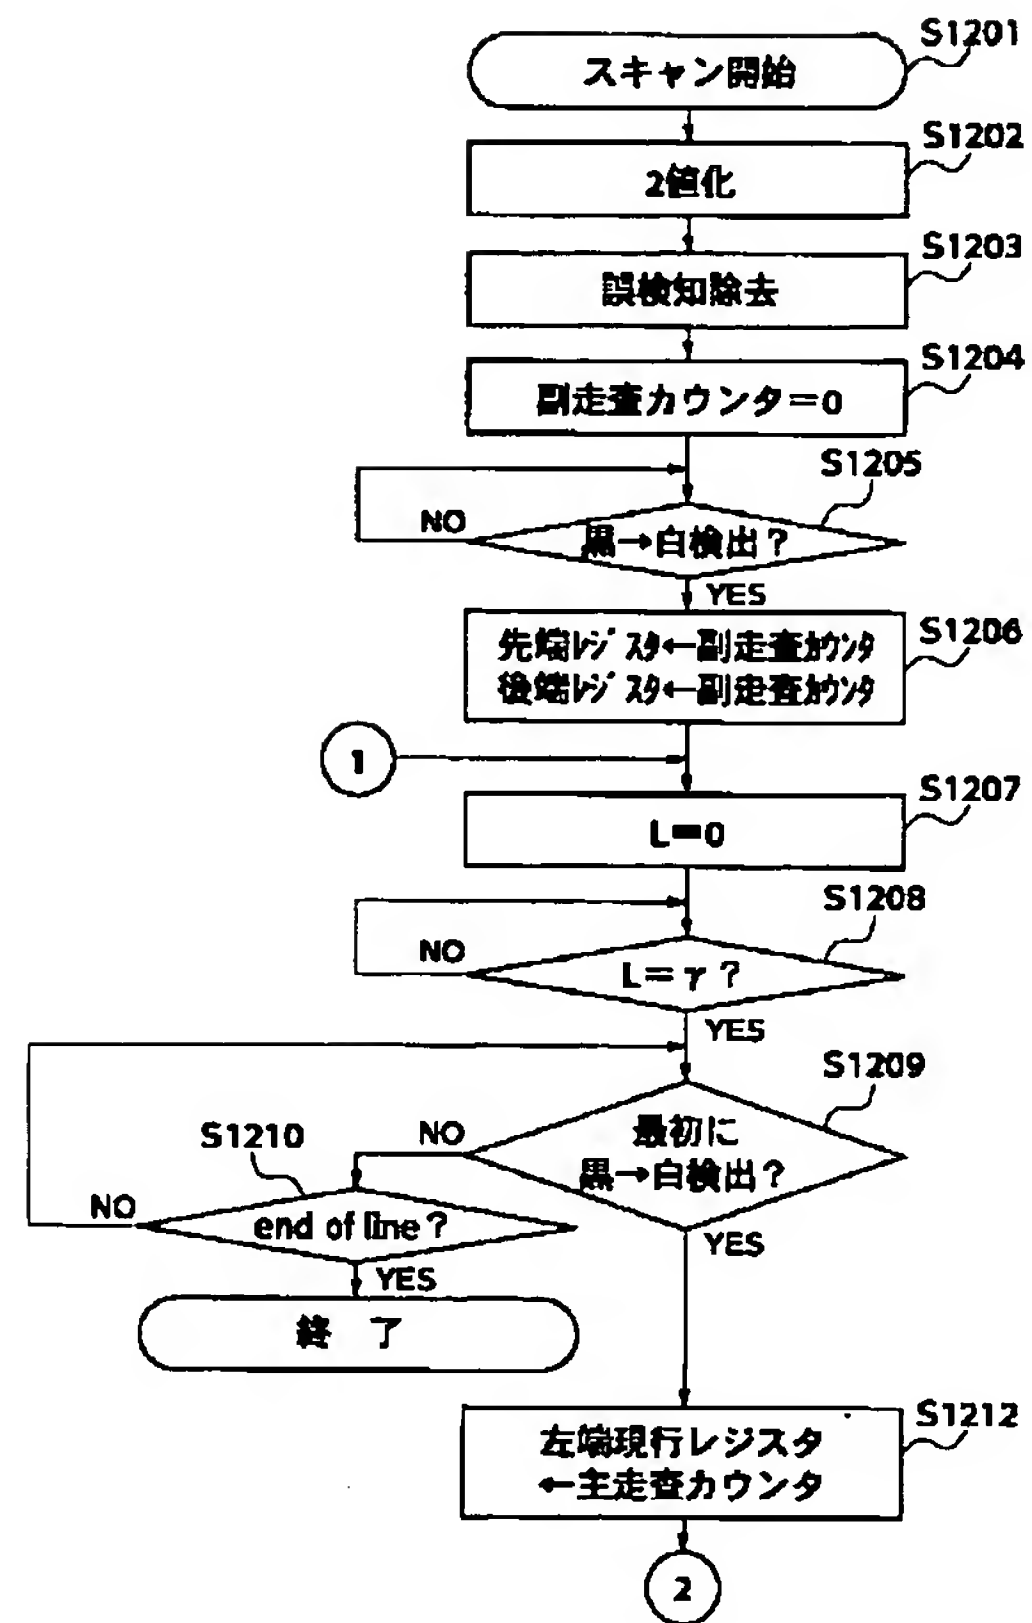 S1201
スキャン開始
S1202
2値化
S1203
誤検知除去
S1204
副走査カウンタ=0
S1205
黒→白検出?
NO
YES
S1206
先端レジスタ←副走査カウンタ
後端レジスタ←副走査カウンタ
1
S1207
L=0
S1208
L=γ?
NO
YES
S1209
最初に
黒→白検出?
NO
YES
S1210
end of line?
NO
YES
終 了
S1212
左端現行レジスタ
←主走査カウンタ
2